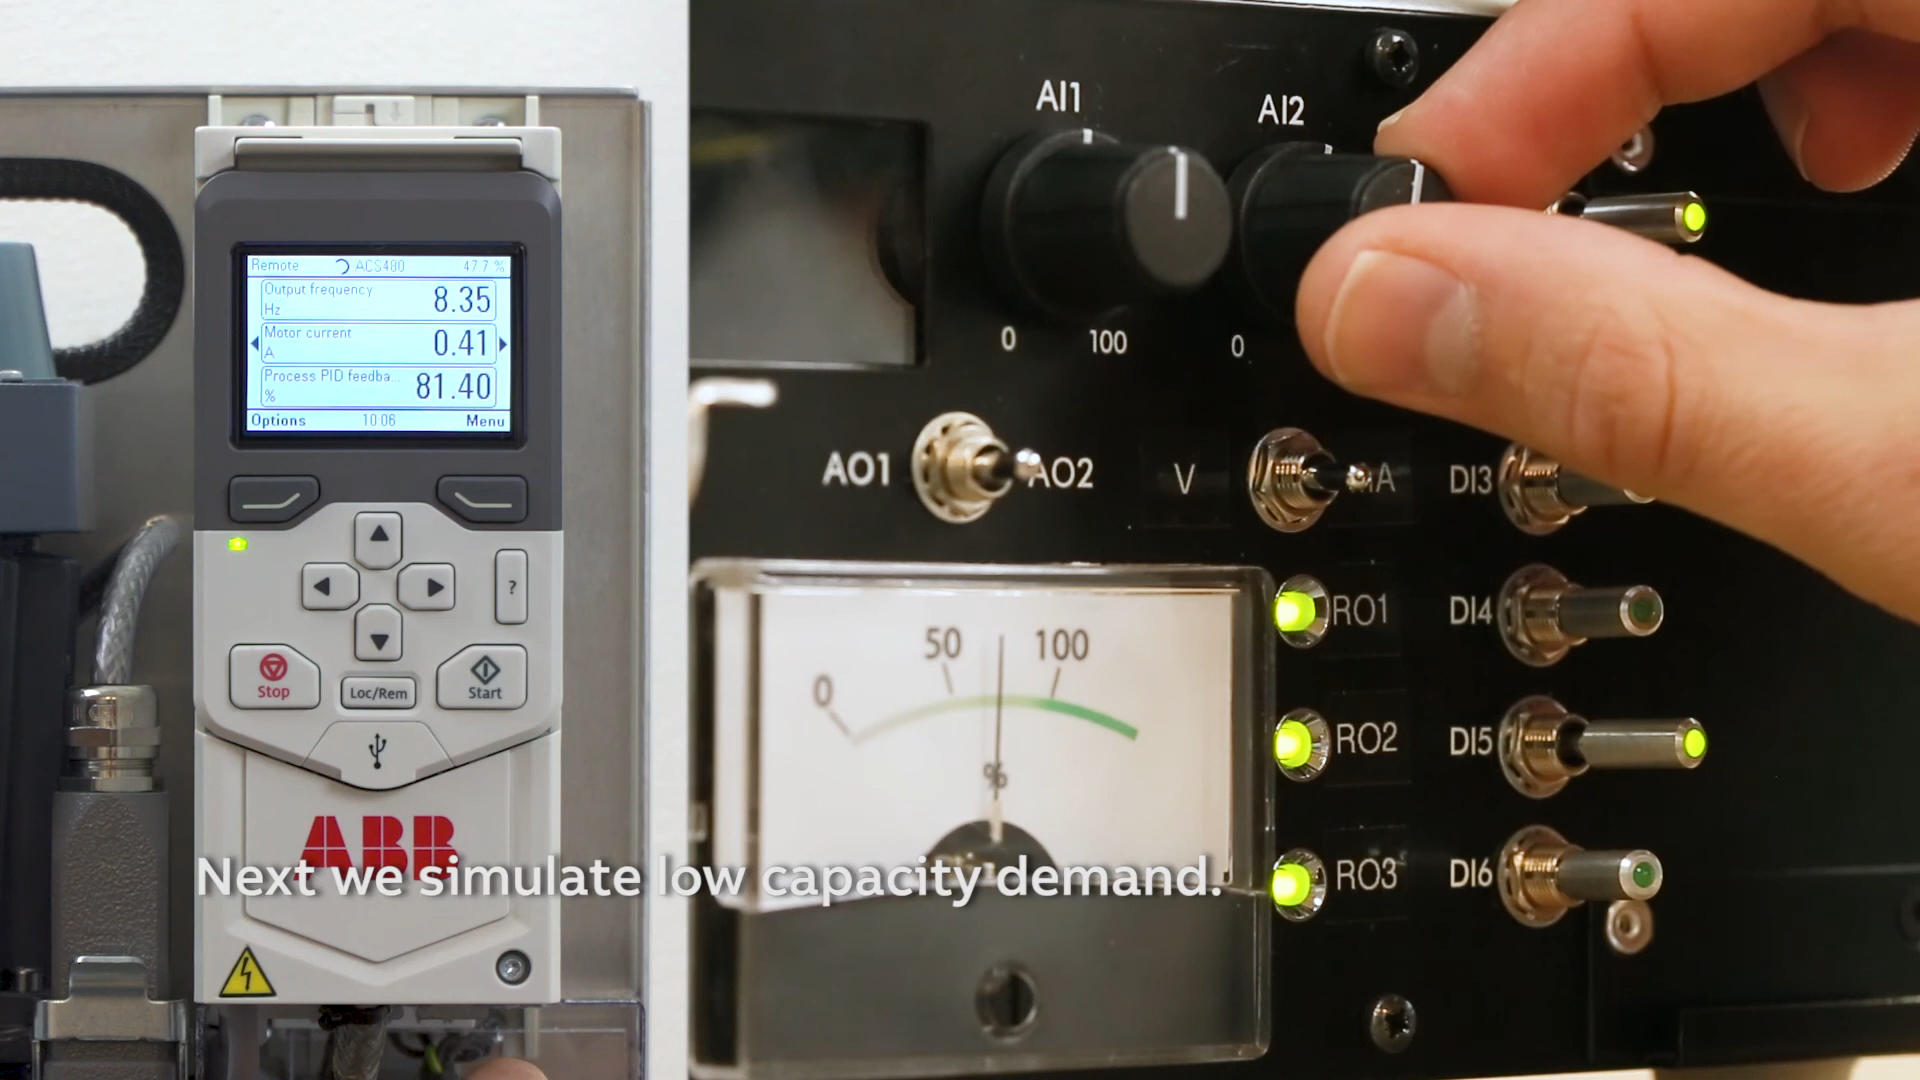 Remote ACS480 47.7 %
Output frequency
Hz
8.35
Motor current
A
0.41
Process PID feedba...
%
81.40
Options 10:06 Menu
?
Stop
Loc/Rem
Start
ABB
AI1
AI2
0 100
0
AO1 AO2
V
DI3
0 50 100
%
RO1
DI4
RO2
DI5
RO3
DI6
Next we simulate low capacity demand.